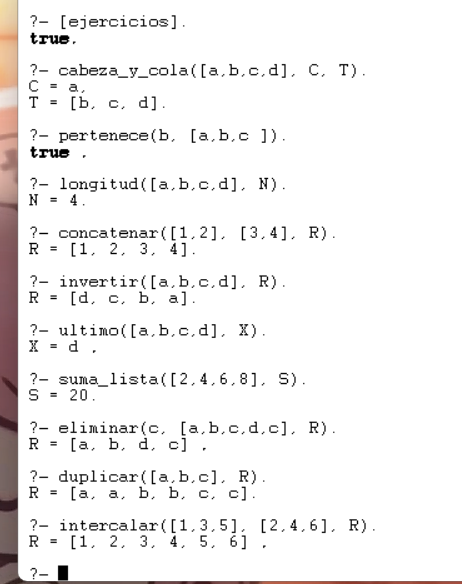 ?- [ejercicios].
true.
?- cabeza_y_cola([a,b,c,d], C, T).
C = a,
T = [b, c, d].
?- pertenece(b, [a,b,c ]).
true .
?- longitud([a,b,c,d], N).
N = 4.
?- concatenar([1,2], [3,4], R).
R = [1, 2, 3, 4].
?- invertir([a,b,c,d], R).
R = [d, c, b, a].
?- ultimo([a,b,c,d], X).
X = d .
?- suma_lista([2,4,6,8], S).
S = 20.
?- eliminar(c, [a,b,c,d,c], R).
R = [a, b, d, c] .
?- duplicar([a,b,c], R).
R = [a, a, b, b, c, c].
?- intercalar([1,3,5], [2,4,6], R).
R = [1, 2, 3, 4, 5, 6] .
?-